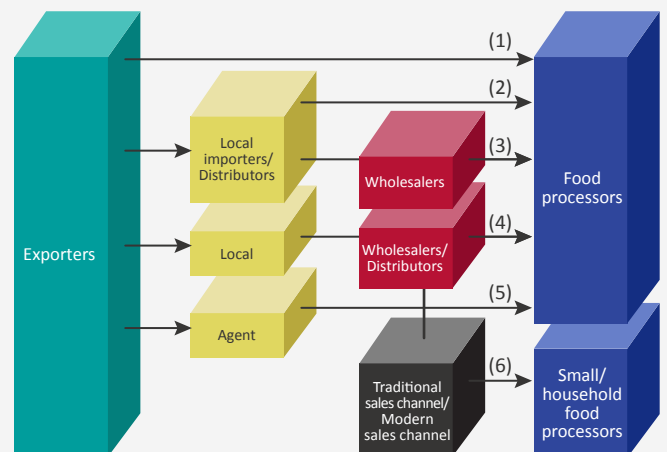 (1)
(2)
Local
importers/
Distributors
(3)
Wholesalers
Food
processors
(4)
Exporters
Local
Wholesalers/
Distributors
(5)
Agent
(6)
Traditional
sales channel/
Modern
sales channel
Small/
household
food
processors